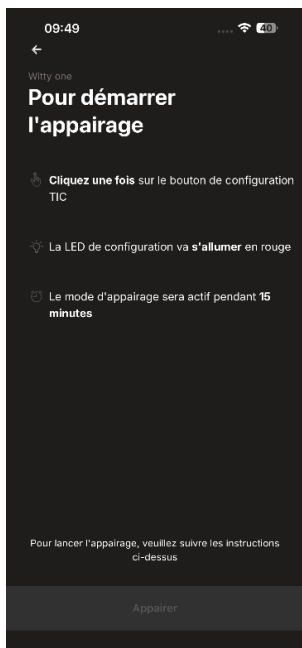 09:49
40
Witty one
Pour démarrer
l'appairage
Cliquez une fois sur le bouton de configuration
TIC
La LED de configuration va s'allumer en rouge
Le mode d'appairage sera actif pendant 15
minutes
Pour lancer l'appairage, veuillez suivre les instructions
ci-dessus
Appairer